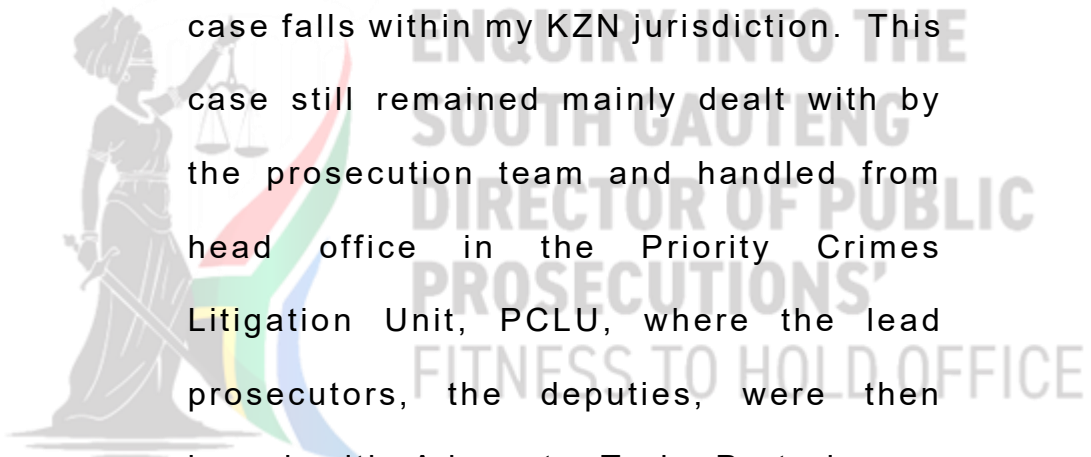 case falls within my KZN jurisdiction. This
case still remained mainly dealt with by
the prosecution team and handled from
head office in the Priority Crimes
Litigation Unit, PCLU, where the lead
prosecutors, the deputies, were then
ENQUIRY INTO THE
SOUTH GAUTENG
DIRECTOR OF PUBLIC
PROSECUTIONS'
FITNESS TO HOLD OFFICE